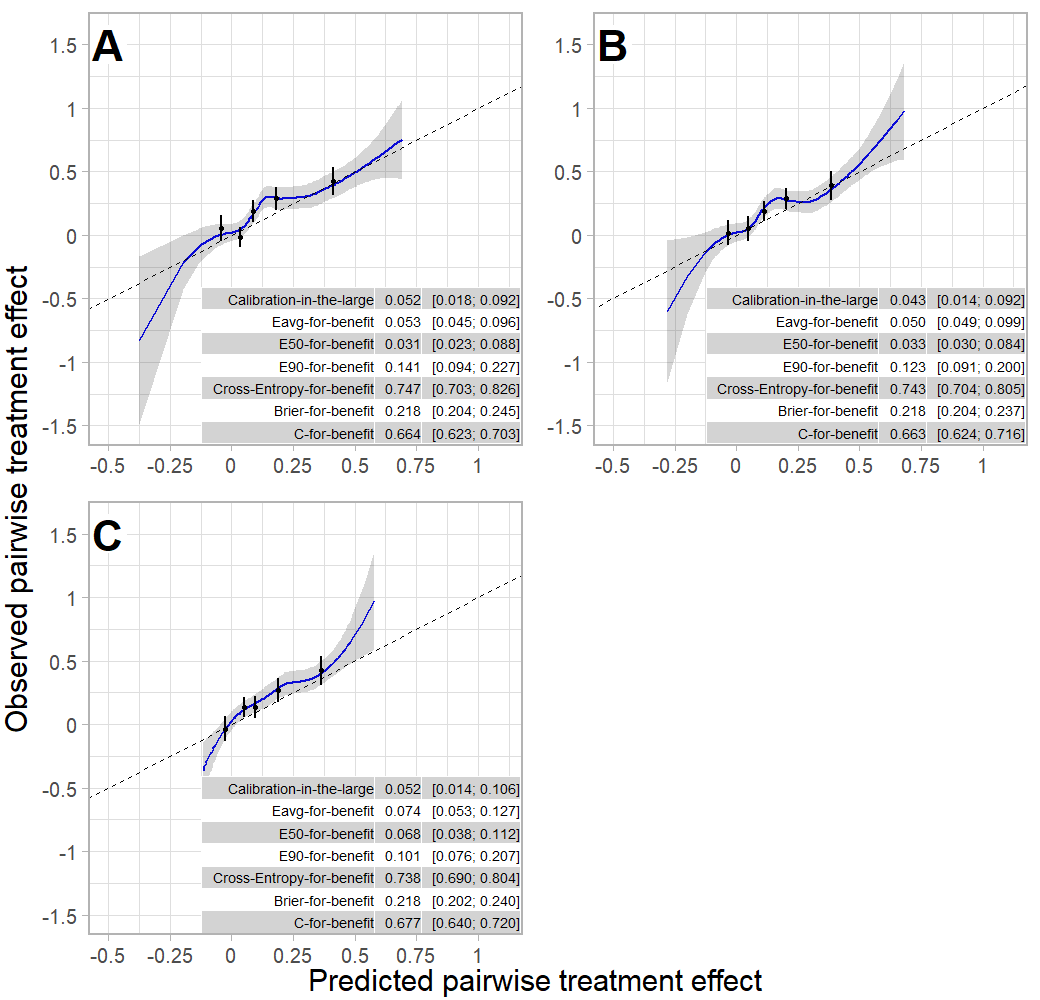 A
1.5
1
0.5
0
-0.5
-1
-1.5
Calibration-in-the-large 0.052 [0.018; 0.092]
Eavg-for-benefit 0.053 [0.045; 0.096]
E50-for-benefit 0.031 [0.023; 0.088]
E90-for-benefit 0.141 [0.094; 0.227]
Cross-Entropy-for-benefit 0.747 [0.703; 0.826]
Brier-for-benefit 0.218 [0.204; 0.245]
C-for-benefit 0.664 [0.623; 0.703]
-0.5 -0.25 0 0.25 0.5 0.75 1
B
1.5
1
0.5
0
-0.5
-1
-1.5
Calibration-in-the-large 0.043 [0.014; 0.092]
Eavg-for-benefit 0.050 [0.049; 0.099]
E50-for-benefit 0.033 [0.030; 0.084]
E90-for-benefit 0.123 [0.091; 0.200]
Cross-Entropy-for-benefit 0.743 [0.704; 0.805]
Brier-for-benefit 0.218 [0.204; 0.237]
C-for-benefit 0.663 [0.624; 0.716]
-0.5 -0.25 0 0.25 0.5 0.75 1
C
1.5
1
0.5
0
-0.5
-1
-1.5
Calibration-in-the-large 0.052 [0.014; 0.106]
Eavg-for-benefit 0.074 [0.053; 0.127]
E50-for-benefit 0.068 [0.038; 0.112]
E90-for-benefit 0.101 [0.076; 0.207]
Cross-Entropy-for-benefit 0.738 [0.690; 0.804]
Brier-for-benefit 0.218 [0.202; 0.240]
C-for-benefit 0.677 [0.640; 0.720]
-0.5 -0.25 0 0.25 0.5 0.75 1
Observed pairwise treatment effect
Predicted pairwise treatment effect